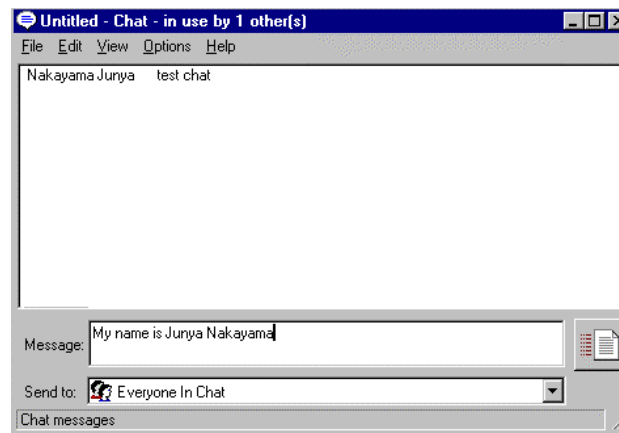 Untitled - Chat - in use by 1 other(s)
File Edit View Options Help
Nakayama Junya test chat
Message: My name is Junya Nakayama
Send to: Everyone In Chat
Chat messages